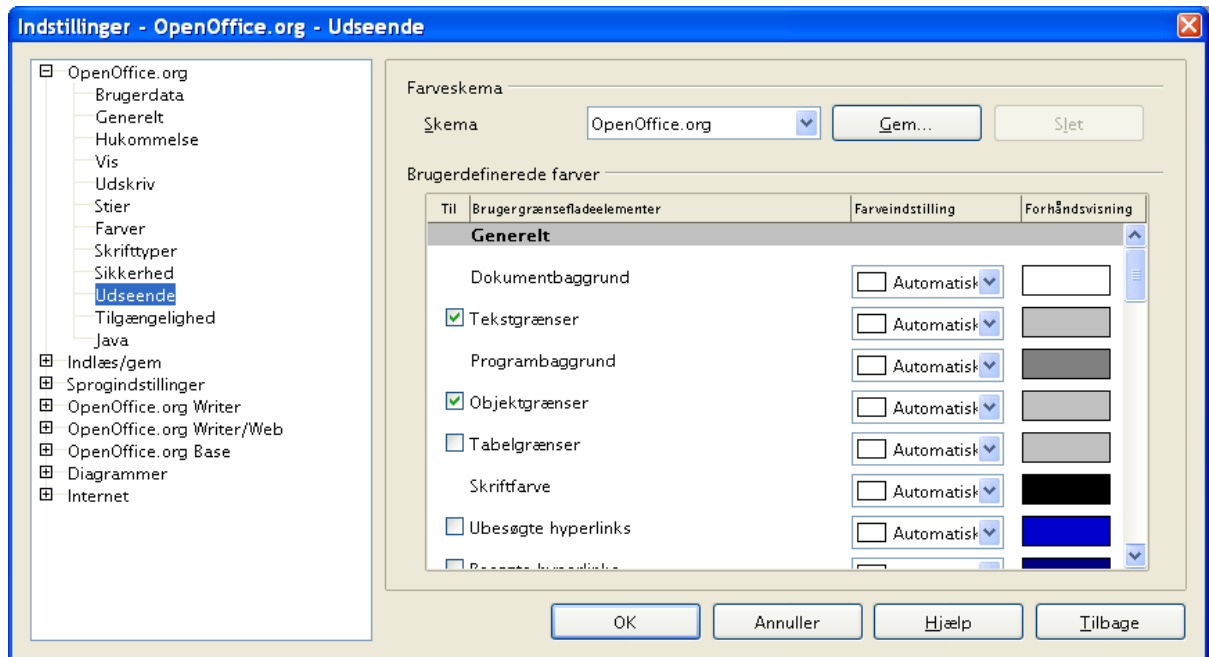 Indstillinger - OpenOffice.org - Udseende
OpenOffice.org
Brugerdata
Generelt
Hukommelse
Vis
Udskriv
Stier
Farver
Skrifttyper
Sikkerhed
Udseende
Tilgængelighed
Java
Indlæs/gem
Sprogindstillinger
OpenOffice.org Writer
OpenOffice.org Writer/Web
OpenOffice.org Base
Diagrammer
Internet
Farveskema
Skema OpenOffice.org Gem... Slet
Brugerdefinerede farver
Til Brugergrænsefladeelementer Farveindstilling Forhåndsvisning
Generelt
Dokumentbaggrund Automatisk
Tekstgrænser Automatisk
Programbaggrund Automatisk
Objektgrænser Automatisk
Tabelgrænser Automatisk
Skriftfarve Automatisk
Ubesøgte hyperlinks Automatisk
OK Annuller Hjælp Tilbage